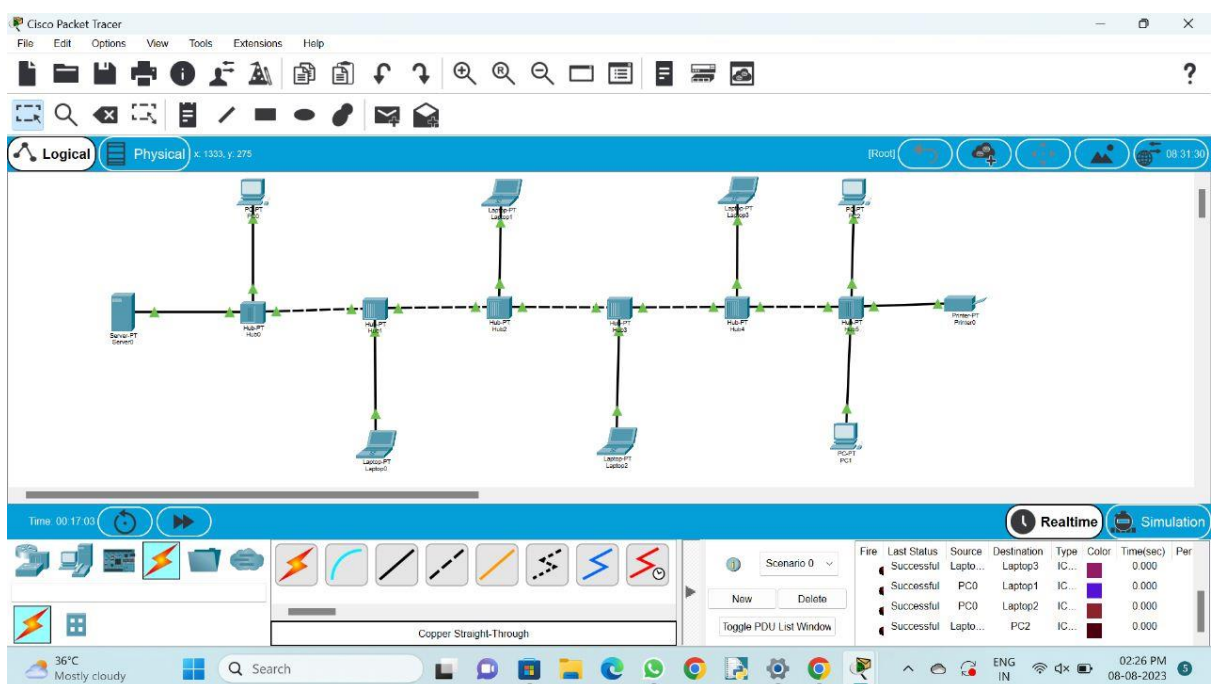 Cisco Packet Tracer
File Edit Options View Tools Extensions Help
Logical Physical x: 1333, y: 275 [Root] 08:31:30
PC-PT
PC0
Laptop-PT
Laptop1
Laptop-PT
Laptop3
PC-PT
PC2
Server-PT
Server0
Hub-PT
Hub0
Hub-PT
Hub1
Hub-PT
Hub2
Hub-PT
Hub3
Hub-PT
Hub4
Hub-PT
Hub5
Printer-PT
Printer0
Laptop-PT
Laptop0
Laptop-PT
Laptop2
PC-PT
PC1
Time: 00:17:03 Realtime Simulation
Scenario 0
New Delete
Toggle PDU List Window
Copper Straight-Through
Fire Last Status Source Destination Type Color Time(sec) Per
Successful Lapto... Laptop3 IC... 0.000
Successful PC0 Laptop1 IC... 0.000
Successful PC0 Laptop2 IC... 0.000
Successful Lapto... PC2 IC... 0.000
36°C
Mostly cloudy
Search
ENG
IN
02:26 PM
08-08-2023
5